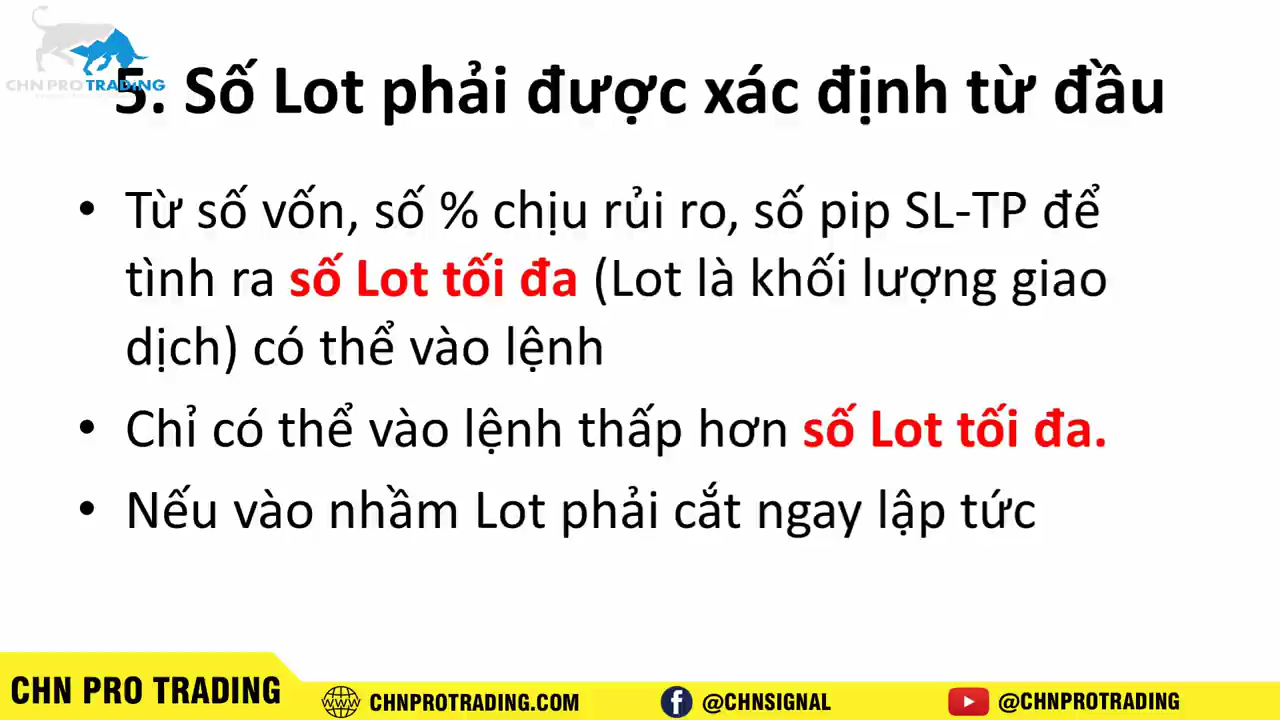 CHN PRO TRADING
5. Số Lot phải được xác định từ đầu
• Từ số vốn, số % chịu rủi ro, số pip SL-TP để
tình ra số Lot tối đa (Lot là khối lượng giao
dịch) có thể vào lệnh
• Chỉ có thể vào lệnh thấp hơn số Lot tối đa.
• Nếu vào nhầm Lot phải cắt ngay lập tức
CHN PRO TRADING
CHNPROTRADING.COM
@CHNSIGNAL
@CHNPROTRADING